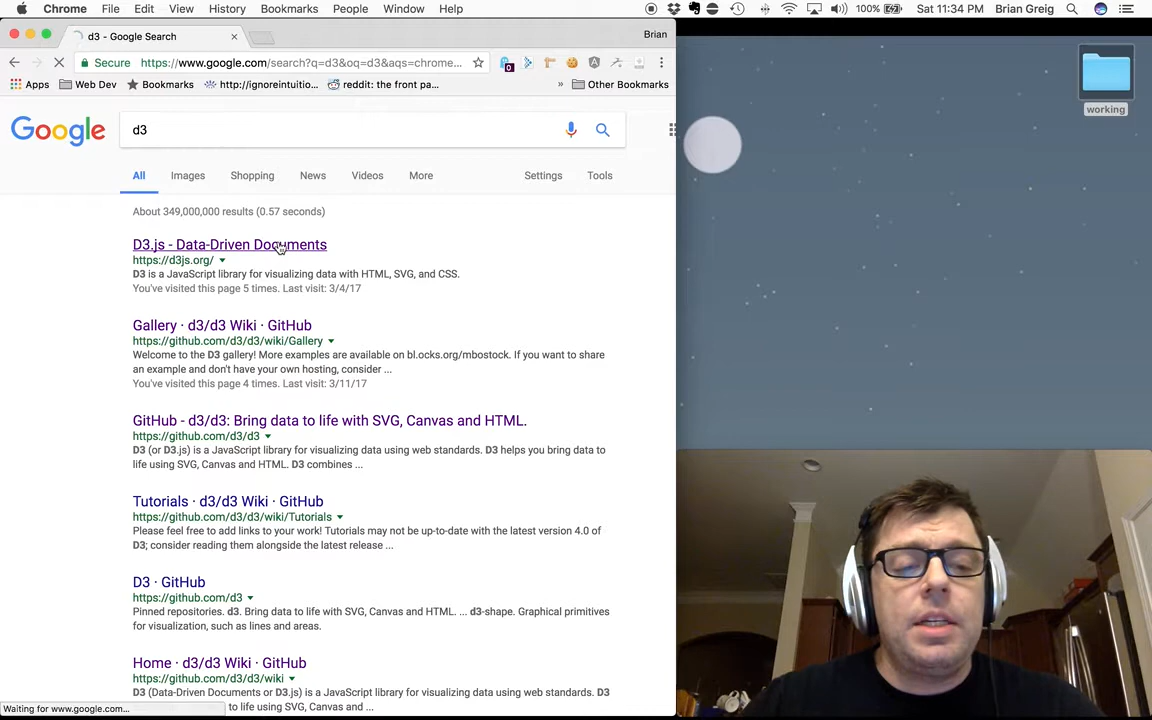 Chrome File Edit View History Bookmarks People Window Help 100% Sat 11:34 PM Brian Greig
d3 - Google Search Brian
Secure https://www.google.com/search?q=d3&oq=d3&aqs=chrome...
Apps Web Dev Bookmarks http://ignoreintuitio... reddit: the front pa... » Other Bookmarks
working
Google d3
All Images Shopping News Videos More Settings Tools
About 349,000,000 results (0.57 seconds)
D3.js - Data-Driven Documents
https://d3js.org/
D3 is a JavaScript library for visualizing data with HTML, SVG, and CSS.
You've visited this page 5 times. Last visit: 3/4/17
Gallery · d3/d3 Wiki · GitHub
https://github.com/d3/d3/wiki/Gallery
Welcome to the D3 gallery! More examples are available on bl.ocks.org/mbostock. If you want to share
an example and don't have your own hosting, consider ...
You've visited this page 4 times. Last visit: 3/11/17
GitHub - d3/d3: Bring data to life with SVG, Canvas and HTML.
https://github.com/d3/d3
D3 (or D3.js) is a JavaScript library for visualizing data using web standards. D3 helps you bring data to
life using SVG, Canvas and HTML. D3 combines ...
Tutorials · d3/d3 Wiki · GitHub
https://github.com/d3/d3/wiki/Tutorials
Please feel free to add links to your work! Tutorials may not be up-to-date with the latest version 4.0 of
D3; consider reading them alongside the latest release ...
D3 · GitHub
https://github.com/d3
Pinned repositories. d3. Bring data to life with SVG, Canvas and HTML. ... d3-shape. Graphical primitives
for visualization, such as lines and areas.
Home · d3/d3 Wiki · GitHub
https://github.com/d3/d3/wiki
D3 (Data-Driven Documents or D3.js) is a JavaScript library for visualizing data using web standards. D3
to life using SVG, Canvas and ...
Waiting for www.google.com...